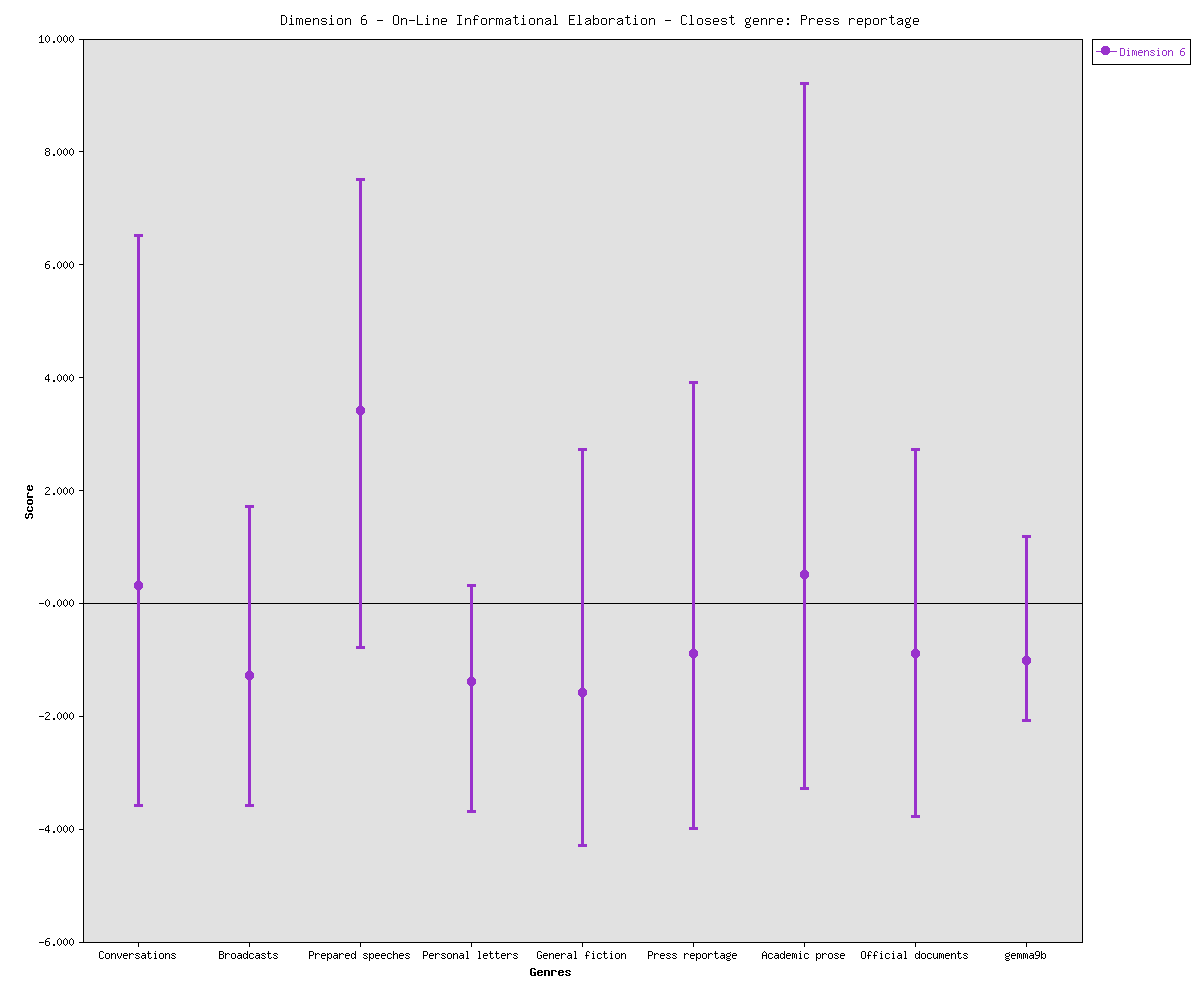 Dimension 6 - On-Line Informational Elaboration - Closest genre: Press reportage
10.000
8.000
6.000
4.000
2.000
-0.000
-2.000
-4.000
-6.000
Score
Conversations
Broadcasts
Prepared speeches
Personal letters
General fiction
Press reportage
Academic prose
Official documents
gemma9b
Genres
Dimension 6